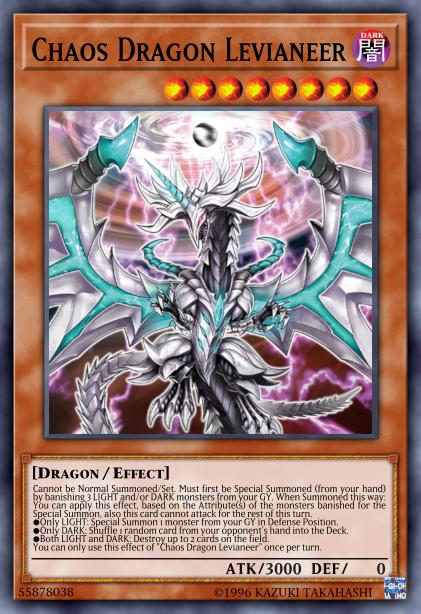 CHAOS DRAGON LEVIANEER
DARK
闇
[DRAGON / EFFECT]
Cannot be Normal Summoned/Set. Must first be Special Summoned (from your hand)
by banishing 3 LIGHT and/or DARK monsters from your GY. When Summoned this way:
You can apply this effect, based on the Attribute(s) of the monsters banished for the
Special Summon, also this card cannot attack for the rest of this turn.
●Only LIGHT: Special Summon 1 monster from your GY in Defense Position.
●Only DARK: Shuffle 1 random card from your opponent's hand into the Deck.
●Both LIGHT and DARK: Destroy up to 2 cards on the field.
You can only use this effect of "Chaos Dragon Levianeer" once per turn.
ATK/3000 DEF/ 0
55878038 ©1996 KAZUKI TAKAHASHI